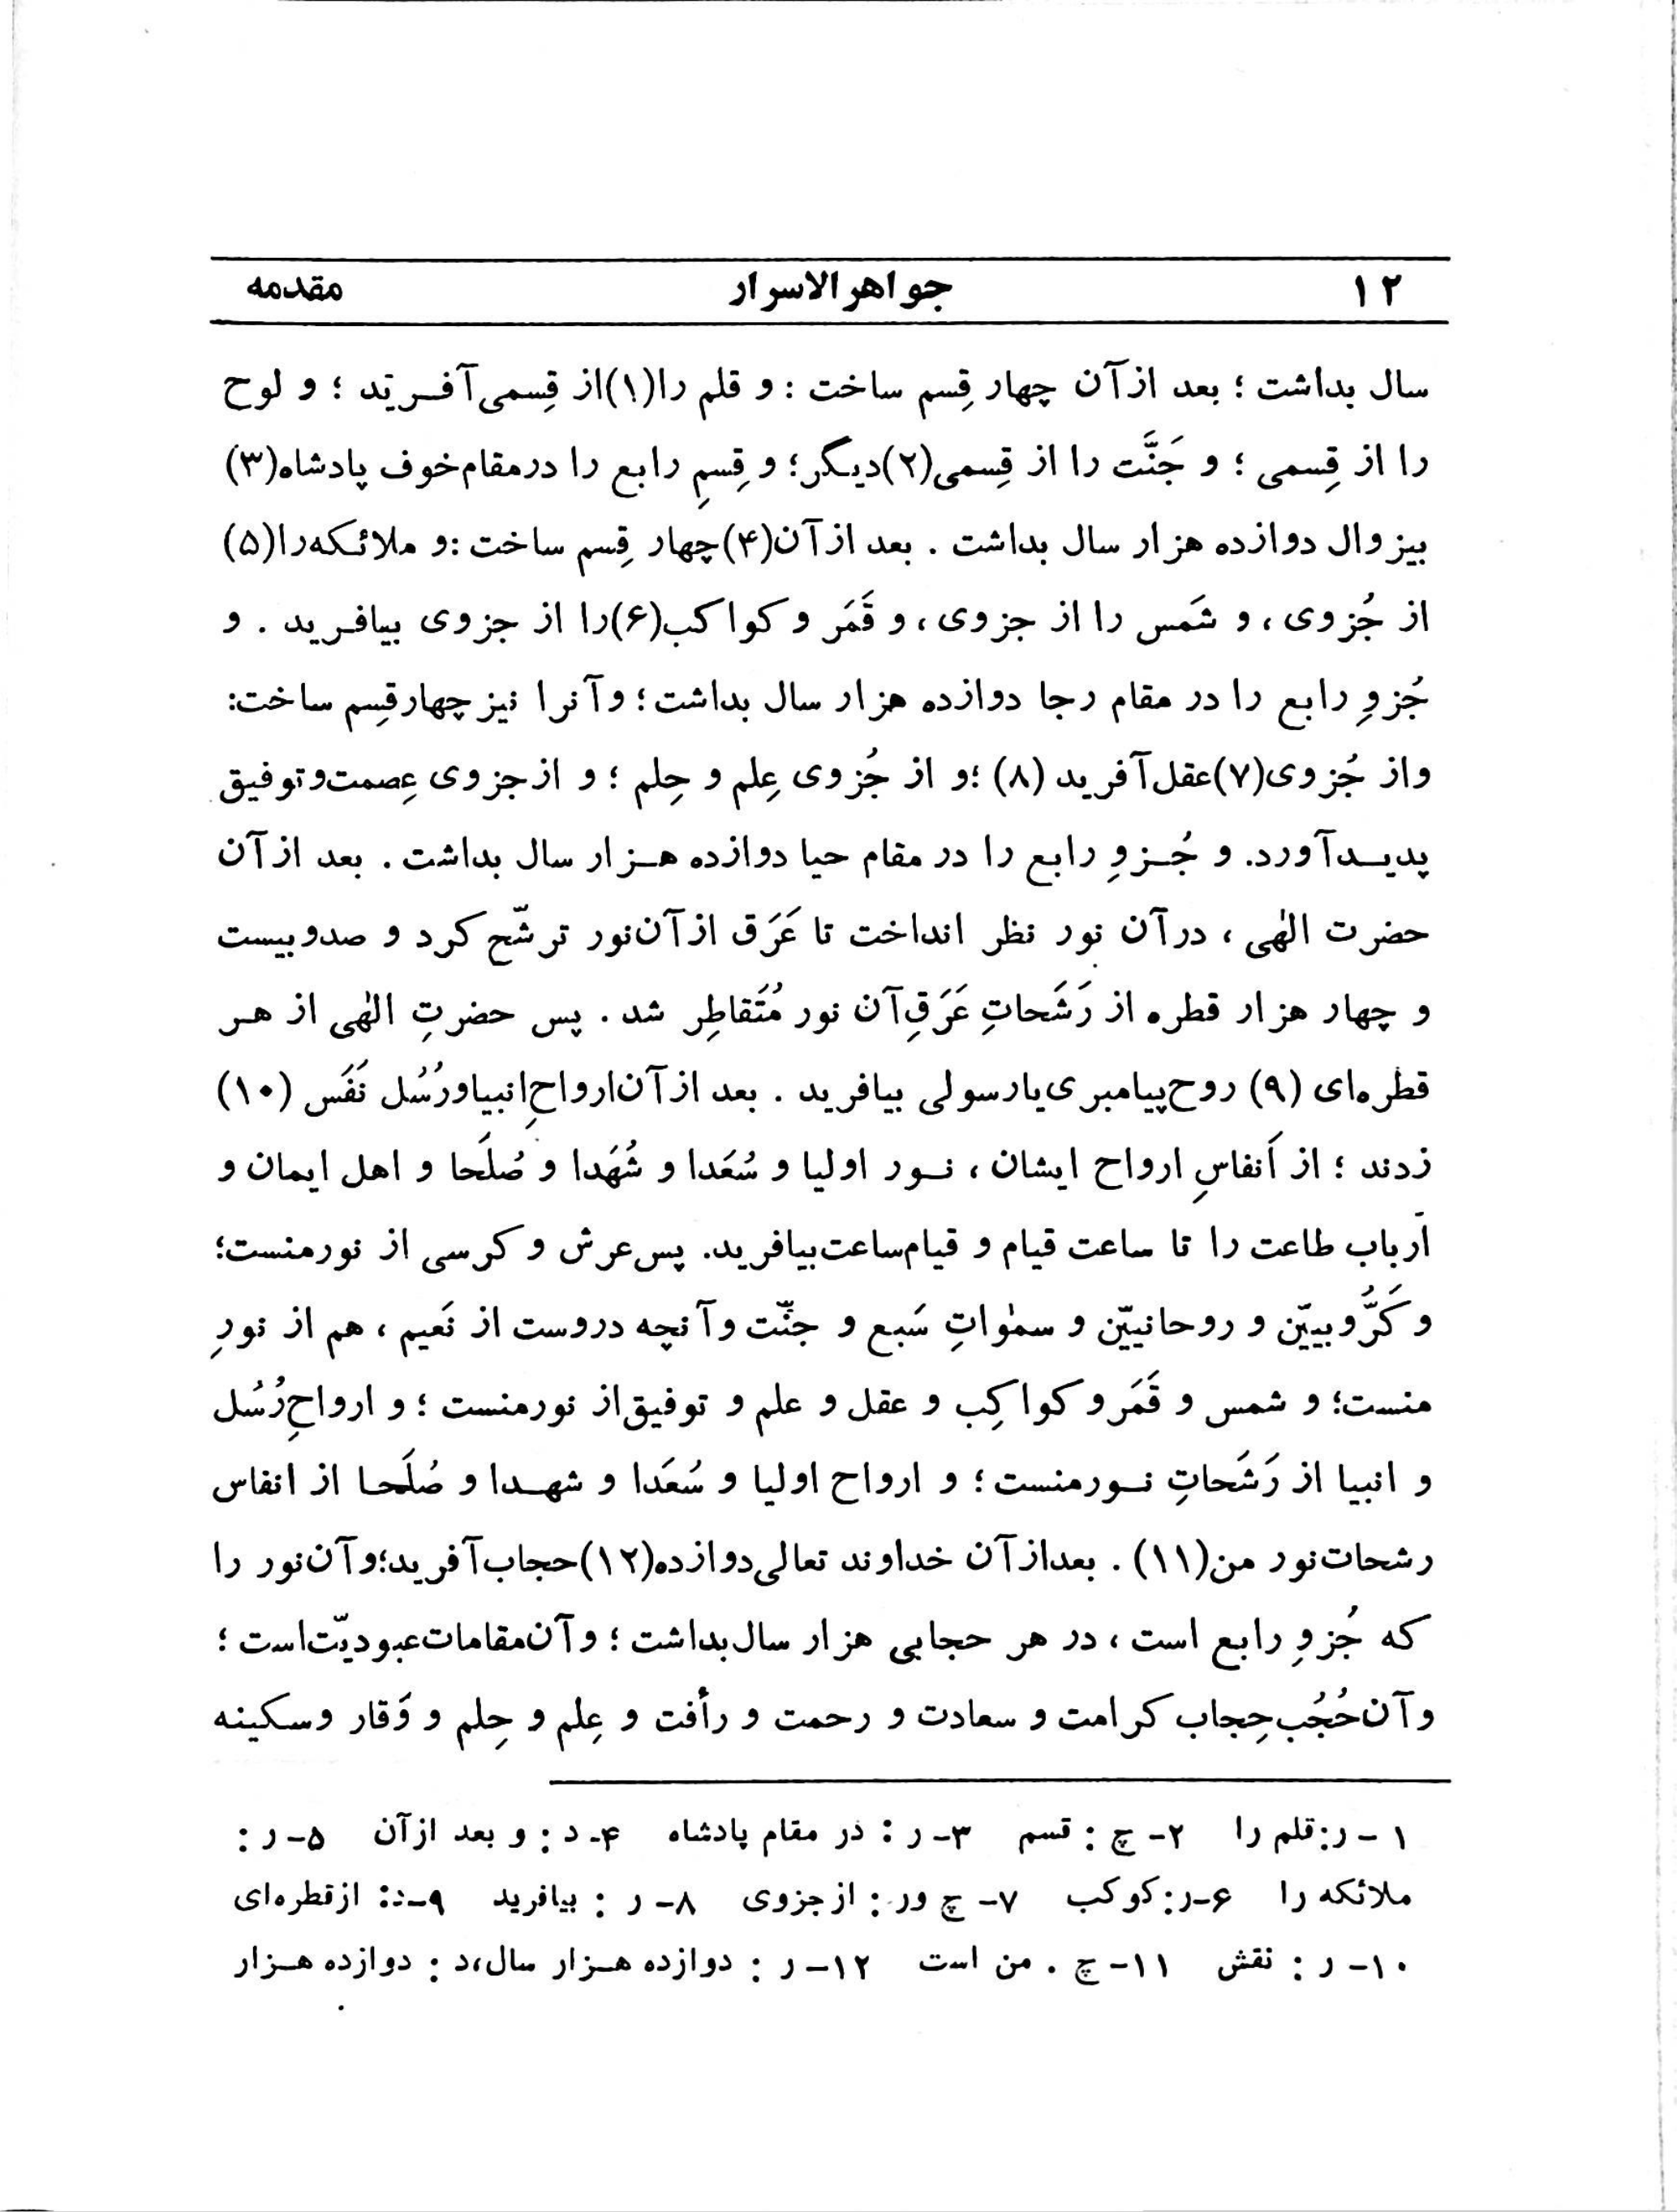 ۱۲ جواهرالاسرار مقدمه
سال بداشت ؛ بعد ازآن چهار قِسم ساخت : و قلم را(۱)از قِسمی آفرید ؛ و لوح
را از قِسمی ؛ و جَنَّت را از قِسمی(۲)دیگر؛ و قِسمِ رابع را درمقام خوف پادشاه(۳)
بیزوال دوازده هزار سال بداشت . بعد ازآن(۴)چهار قِسم ساخت :و ملائکه‌را(۵)
از جُزوی ، و شَمس را از جزوی ، و قَمَر و کواکب(۶)را از جزوی بیافرید . و
جُزوِ رابع را در مقام رجا دوازده هزار سال بداشت ؛ وآنرا نیز چهارقِسم ساخت:
واز جُزوی(۷)عقل‌آفرید (۸) ؛و از جُزوی عِلم و حِلم ؛ و ازجزوی عِصمت‌وتوفیق
پدیدآورد. و جُزوِ رابع را در مقام حیا دوازده هزار سال بداشت . بعد ازآن
حضرت الهٰی ، درآن نور نظر انداخت تا عَرَق ازآن‌نور ترشّح کرد و صدوبیست
و چهار هزار قطره از رَشَحاتِ عَرَقِ‌آن نور مُتَقاطِر شد . پس حضرتِ الهٰی از هر
قطره‌ای (۹) روح‌پیامبری‌یارسولی بیافرید . بعد ازآن‌ارواحِ‌انبیاورُسُل نَفَس (۱۰)
زدند ؛ از اَنفاسِ ارواح ایشان ، نور اولیا و سُعَدا و شُهَدا و صُلَحا و اهل ایمان و
اَرباب طاعت را تا ساعت قیام و قیام‌ساعت‌بیافرید. پس‌عرش و کرسی از نورمنست؛
و کَرُّوبییّن و روحانییّن و سمٰواتِ سَبع و جنّت وآنچه دروست از نَعیم ، هم از نورِ
منست؛ و شمس و قَمَر و کواکِب و عقل و علم و توفیق‌از نورمنست ؛ و ارواحِ‌رُسُل
و انبیا از رَشَحاتِ نورمنست ؛ و ارواح اولیا و سُعَدا و شهدا و صُلَحا از انفاس
رشحات‌نور من(۱۱) . بعدازآن خداوند تعالی‌دوازده(۱۲)حجاب‌آفرید؛وآن‌نور را
که جُزوِ رابع است ، در هر حجابی هزار سال‌بداشت ؛ وآن‌مقامات‌عبودیّت‌است ؛
وآن‌حُجُب‌حِجاب کرامت و سعادت و رحمت و رأفت و عِلم و حِلم و وَقار وسکینه
۱ -ر:قلم را ۲- چ : قسم ۳- ر : در مقام پادشاه ۴- د : و بعد ازآن ۵- ر :
ملائکه را ۶-ر:کوکب ۷- چ ور : ازجزوی ۸- ر : بیافرید ۹-د: ازقطره‌ای
۱۰- ر : نقش ۱۱- چ . من است ۱۲- ر : دوازده هزار سال،د : دوازده هزار